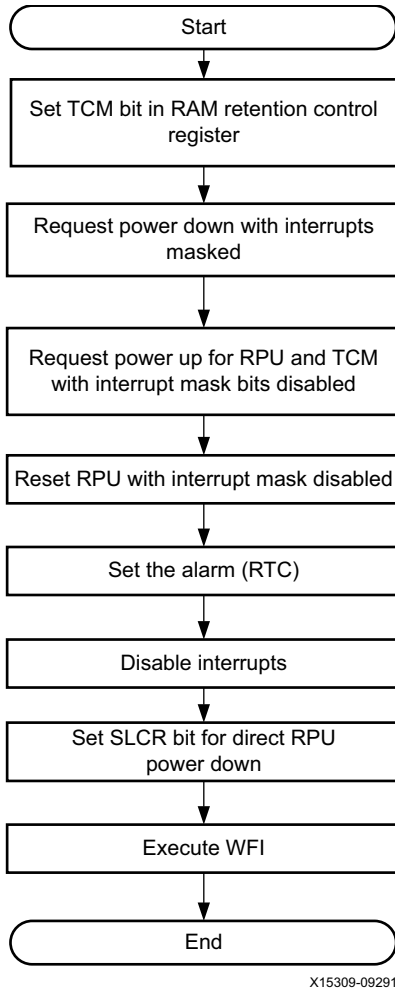 Start
Set TCM bit in RAM retention control
register
Request power down with interrupts
masked
Request power up for RPU and TCM
with interrupt mask bits disabled
Reset RPU with interrupt mask disabled
Set the alarm (RTC)
Disable interrupts
Set SLCR bit for direct RPU
power down
Execute WFI
End
X15309-09291